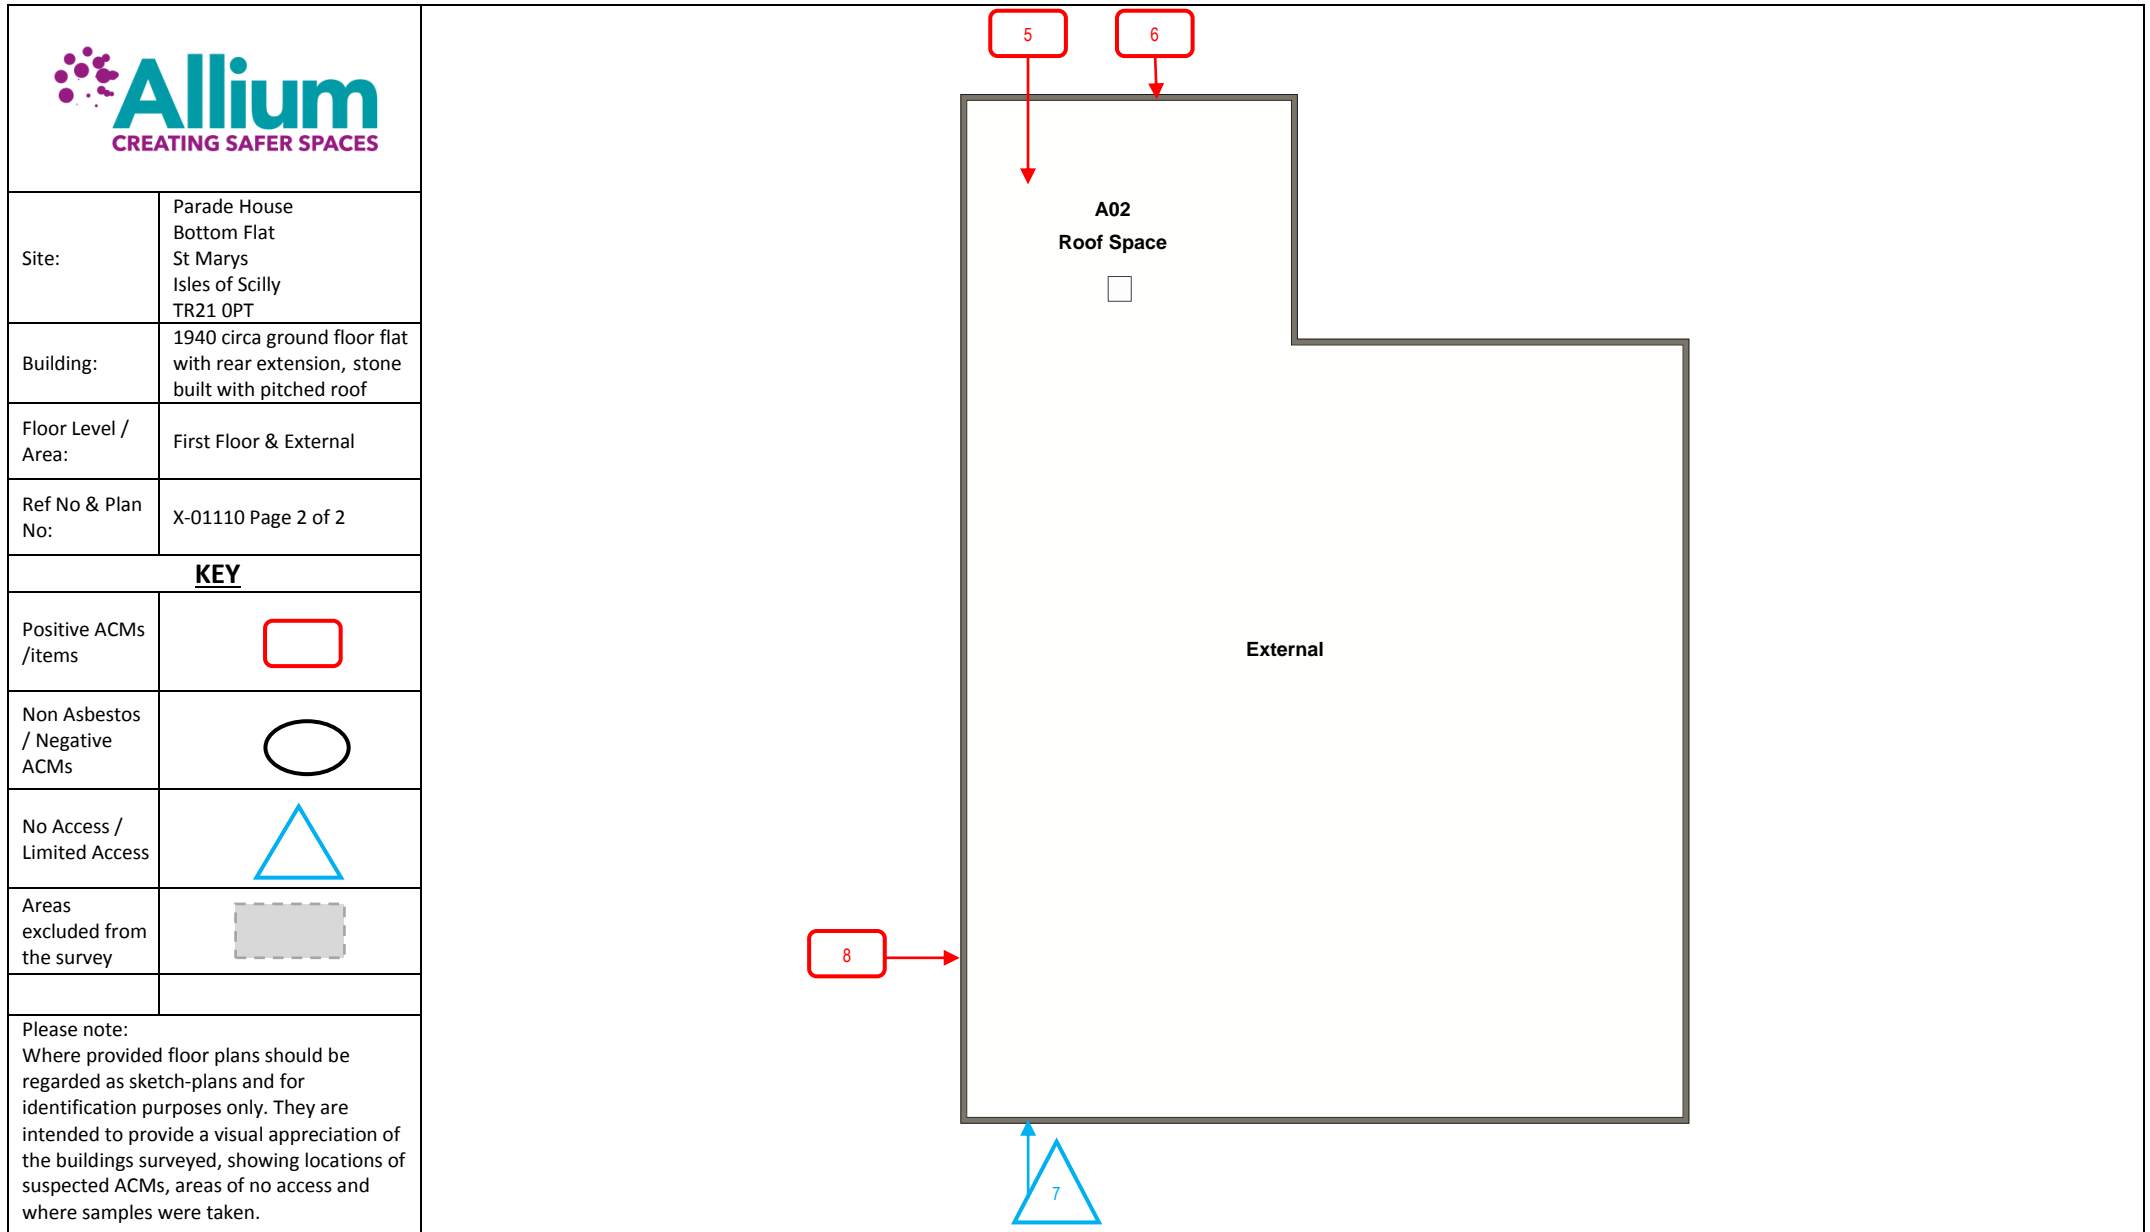 Allium
CREATING SAFER SPACES
Site:
Parade House
Bottom Flat
St Marys
Isles of Scilly
TR21 0PT
Building:
1940 circa ground floor flat
with rear extension, stone
built with pitched roof
Floor Level /
Area:
First Floor & External
Ref No & Plan
No:
X-01110 Page 2 of 2
KEY
Positive ACMs
/items
Non Asbestos
/ Negative
ACMs
No Access /
Limited Access
Areas
excluded from
the survey
Please note:
Where provided floor plans should be
regarded as sketch-plans and for
identification purposes only. They are
intended to provide a visual appreciation of
the buildings surveyed, showing locations of
suspected ACMs, areas of no access and
where samples were taken.
5
6
A02
Roof Space
External
8
7